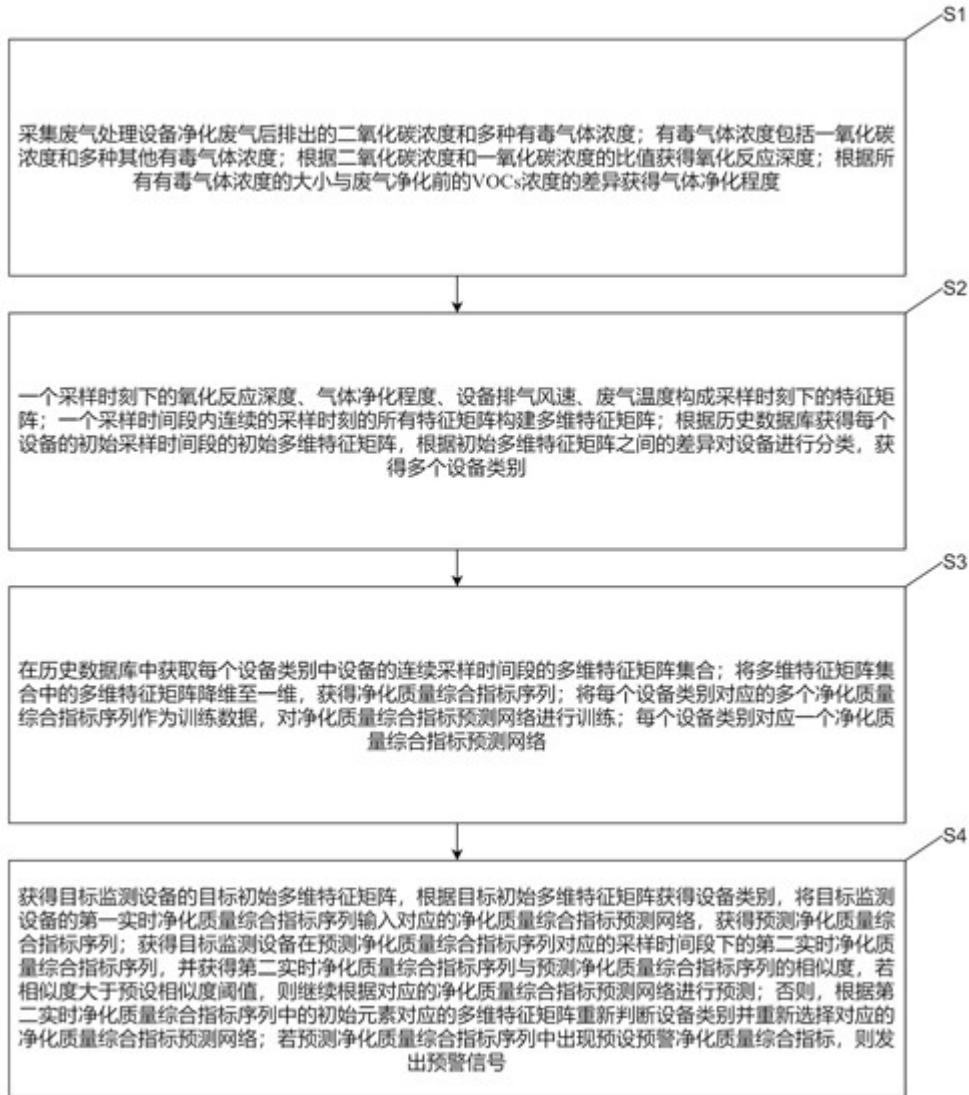 S1
采集废气处理设备净化废气后排出的二氧化碳浓度和多种有毒气体浓度；有毒气体浓度包括一氧化碳
浓度和多种其他有毒气体浓度；根据二氧化碳浓度和一氧化碳浓度的比值获得氧化反应深度；根据所
有有毒气体浓度的大小与废气净化前的VOCs浓度的差异获得气体净化程度
S2
一个采样时刻下的氧化反应深度、气体净化程度、设备排气风速、废气温度构成采样时刻下的特征矩
阵；一个采样时间段内连续的采样时刻的所有特征矩阵构建多维特征矩阵；根据历史数据库获得每个
设备的初始采样时间段的初始多维特征矩阵，根据初始多维特征矩阵之间的差异对设备进行分类，获
得多个设备类别
S3
在历史数据库中获取每个设备类别中设备的连续采样时间段的多维特征矩阵集合；将多维特征矩阵集
合中的多维特征矩阵降维至一维，获得净化质量综合指标序列；将每个设备类别对应的多个净化质量
综合指标序列作为训练数据，对净化质量综合指标预测网络进行训练；每个设备类别对应一个净化质
量综合指标预测网络
S4
获得目标监测设备的目标初始多维特征矩阵，根据目标初始多维特征矩阵获得设备类别，将目标监测
设备的第一实时净化质量综合指标序列输入对应的净化质量综合指标预测网络，获得预测净化质量综
合指标序列；获得目标监测设备在预测净化质量综合指标序列对应的采样时间段下的第二实时净化质
量综合指标序列，并获得第二实时净化质量综合指标序列与预测净化质量综合指标序列的相似度，若
相似度大于预设相似度阈值，则继续根据对应的净化质量综合指标预测网络进行预测；否则，根据第
二实时净化质量综合指标序列中的初始元素对应的多维特征矩阵重新判断设备类别并重新选择对应的
净化质量综合指标预测网络；若预测净化质量综合指标序列中出现预设预警净化质量综合指标，则发
出预警信号